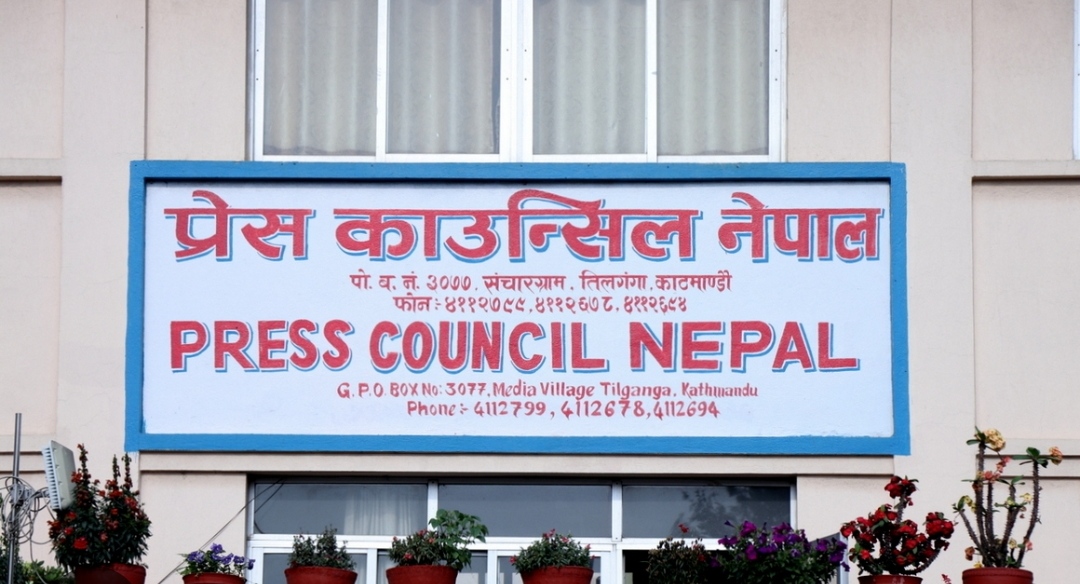 प्रेस काउन्सिल नेपाल
पो. व. नं. ३०७७, संचारग्राम, तिलगंगा, काठमाण्डौ
फोन :- ४११२७९९, ४११२६७८, ४११२६९४
PRESS COUNCIL NEPAL
G.P.O. BOX No: 3077, Media Village Tilganga, Kathmandu
Phone :- 4112799, 4112678, 4112694